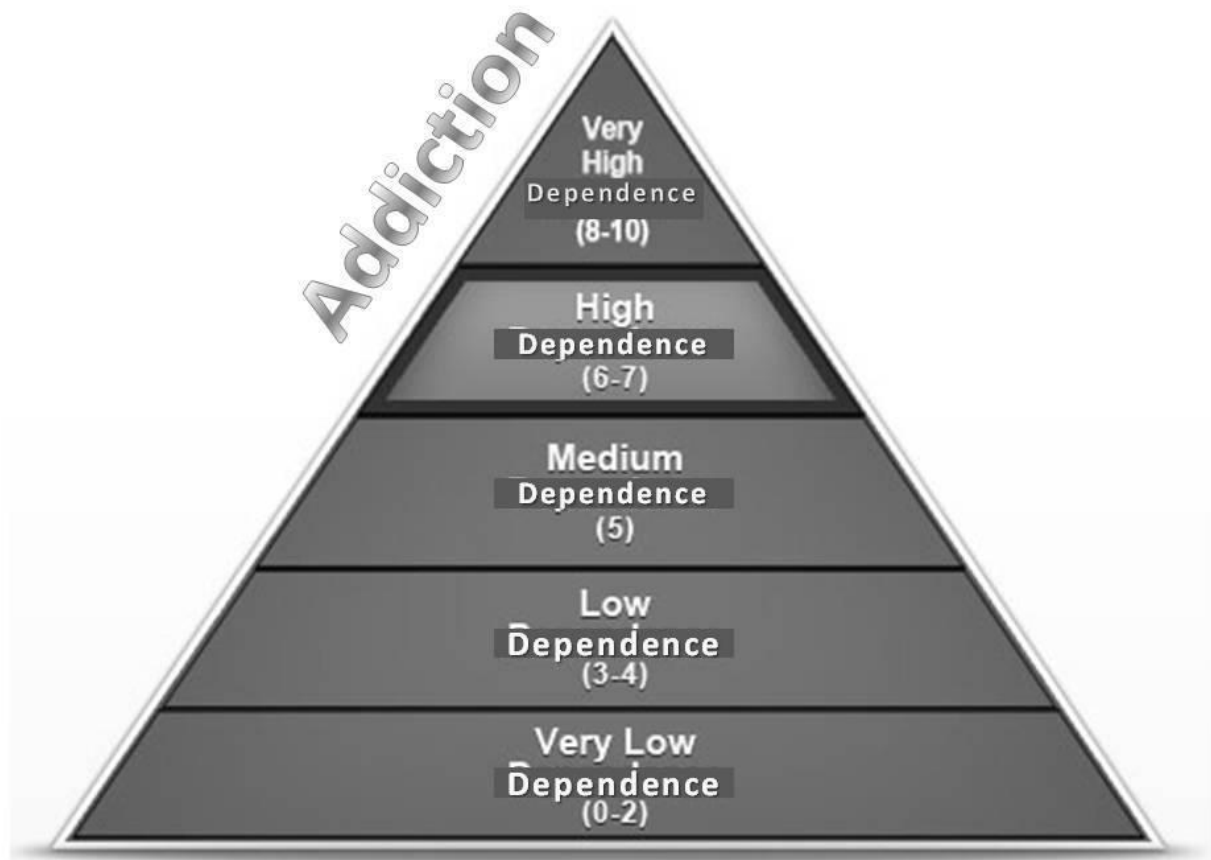 Addiction
Very
High
Dependence
(8-10)
High
Dependence
(6-7)
Medium
Dependence
(5)
Low
Dependence
(3-4)
Very Low
Dependence
(0-2)